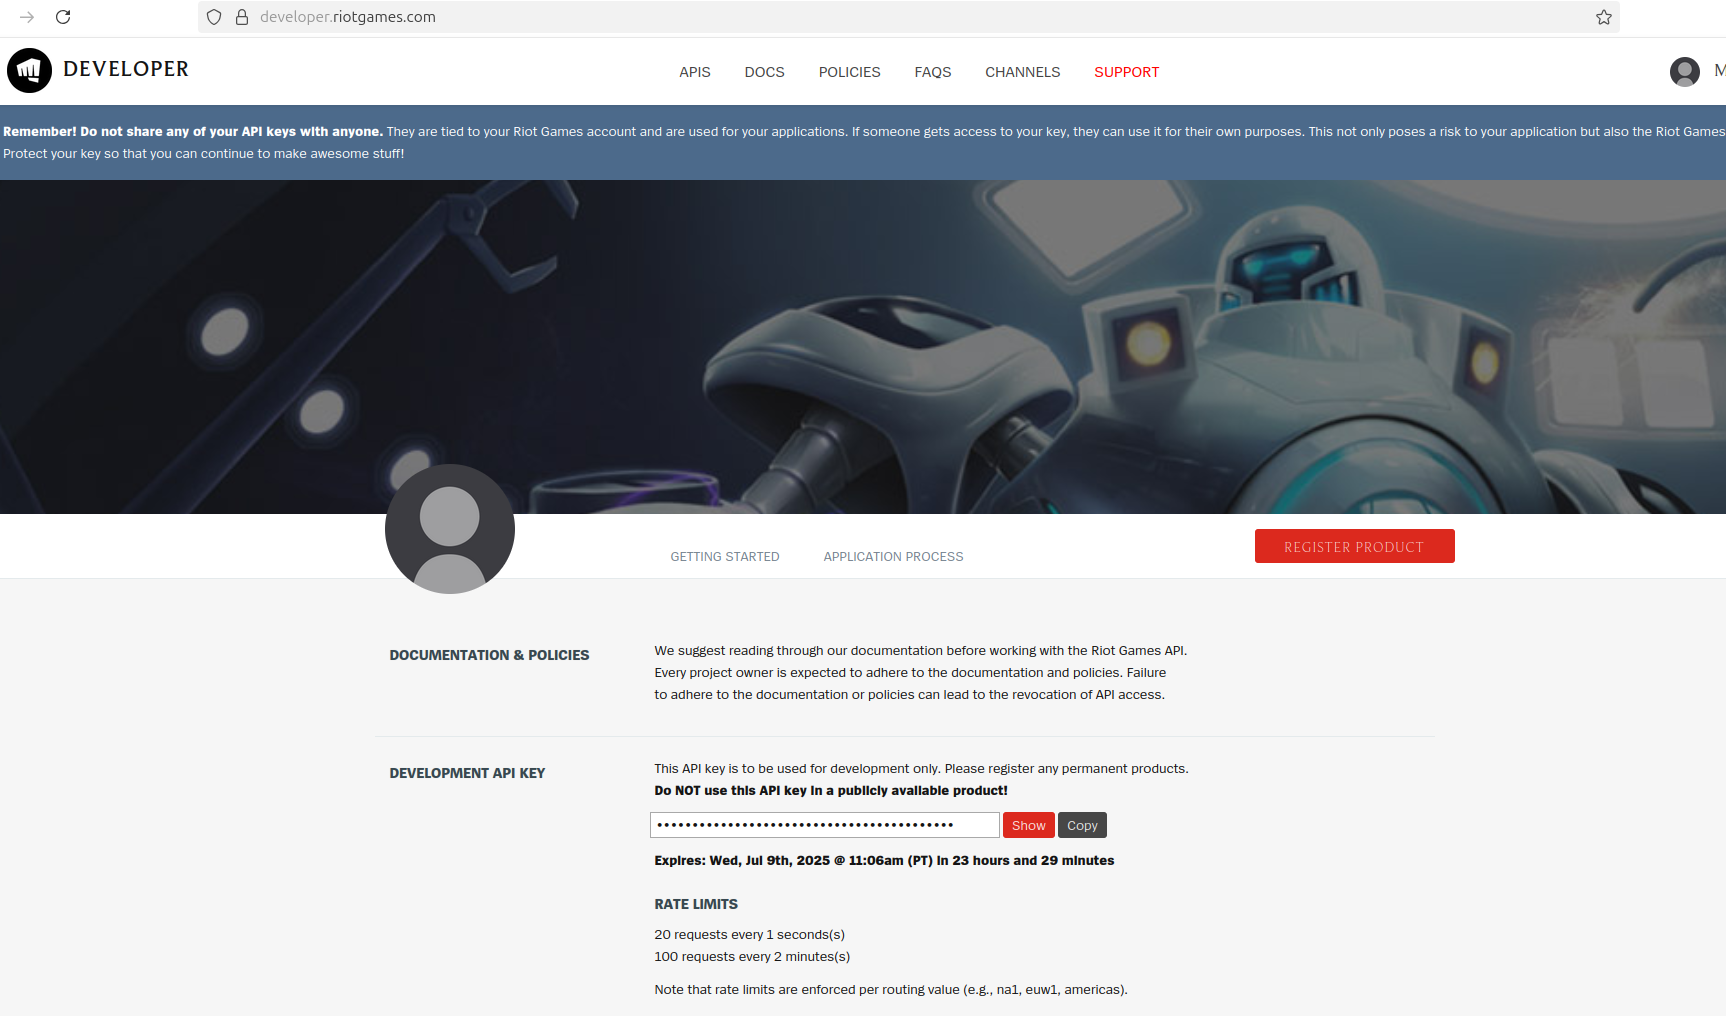 developer.riotgames.com
DEVELOPER
APIS DOCS POLICIES FAQS CHANNELS SUPPORT
M
Remember! Do not share any of your API keys with anyone. They are tied to your Riot Games account and are used for your applications. If someone gets access to your key, they can use it for their own purposes. This not only poses a risk to your application but also the Riot Games
Protect your key so that you can continue to make awesome stuff!
GETTING STARTED APPLICATION PROCESS REGISTER PRODUCT
DOCUMENTATION & POLICIES
We suggest reading through our documentation before working with the Riot Games API.
Every project owner is expected to adhere to the documentation and policies. Failure
to adhere to the documentation or policies can lead to the revocation of API access.
DEVELOPMENT API KEY
This API key is to be used for development only. Please register any permanent products.
Do NOT use this API key in a publicly available product!
Show Copy
Expires: Wed, Jul 9th, 2025 @ 11:06am (PT) in 23 hours and 29 minutes
RATE LIMITS
20 requests every 1 seconds(s)
100 requests every 2 minutes(s)
Note that rate limits are enforced per routing value (e.g., na1, euw1, americas).